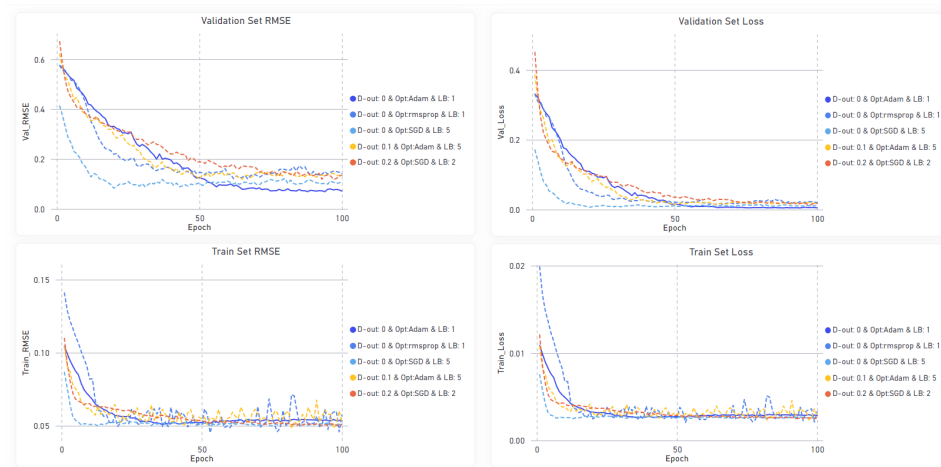 Validation Set RMSE
0.6
0.4
0.2
0.0
Val_RMSE
0
50
100
Epoch
D-out: 0 & Opt:Adam & LB: 1
D-out: 0 & Opt:rmsprop & LB: 1
D-out: 0 & Opt:SGD & LB: 5
D-out: 0.1 & Opt:Adam & LB: 5
D-out: 0.2 & Opt:SGD & LB: 2
Validation Set Loss
0.4
0.2
0.0
Val_Loss
0
50
100
Epoch
D-out: 0 & Opt:Adam & LB: 1
D-out: 0 & Opt:rmsprop & LB: 1
D-out: 0 & Opt:SGD & LB: 5
D-out: 0.1 & Opt:Adam & LB: 5
D-out: 0.2 & Opt:SGD & LB: 2
Train Set RMSE
0.15
0.10
0.05
Train_RMSE
0
50
100
Epoch
D-out: 0 & Opt:Adam & LB: 1
D-out: 0 & Opt:rmsprop & LB: 1
D-out: 0 & Opt:SGD & LB: 5
D-out: 0.1 & Opt:Adam & LB: 5
D-out: 0.2 & Opt:SGD & LB: 2
Train Set Loss
0.02
0.01
0.00
Train_Loss
0
50
100
Epoch
D-out: 0 & Opt:Adam & LB: 1
D-out: 0 & Opt:rmsprop & LB: 1
D-out: 0 & Opt:SGD & LB: 5
D-out: 0.1 & Opt:Adam & LB: 5
D-out: 0.2 & Opt:SGD & LB: 2